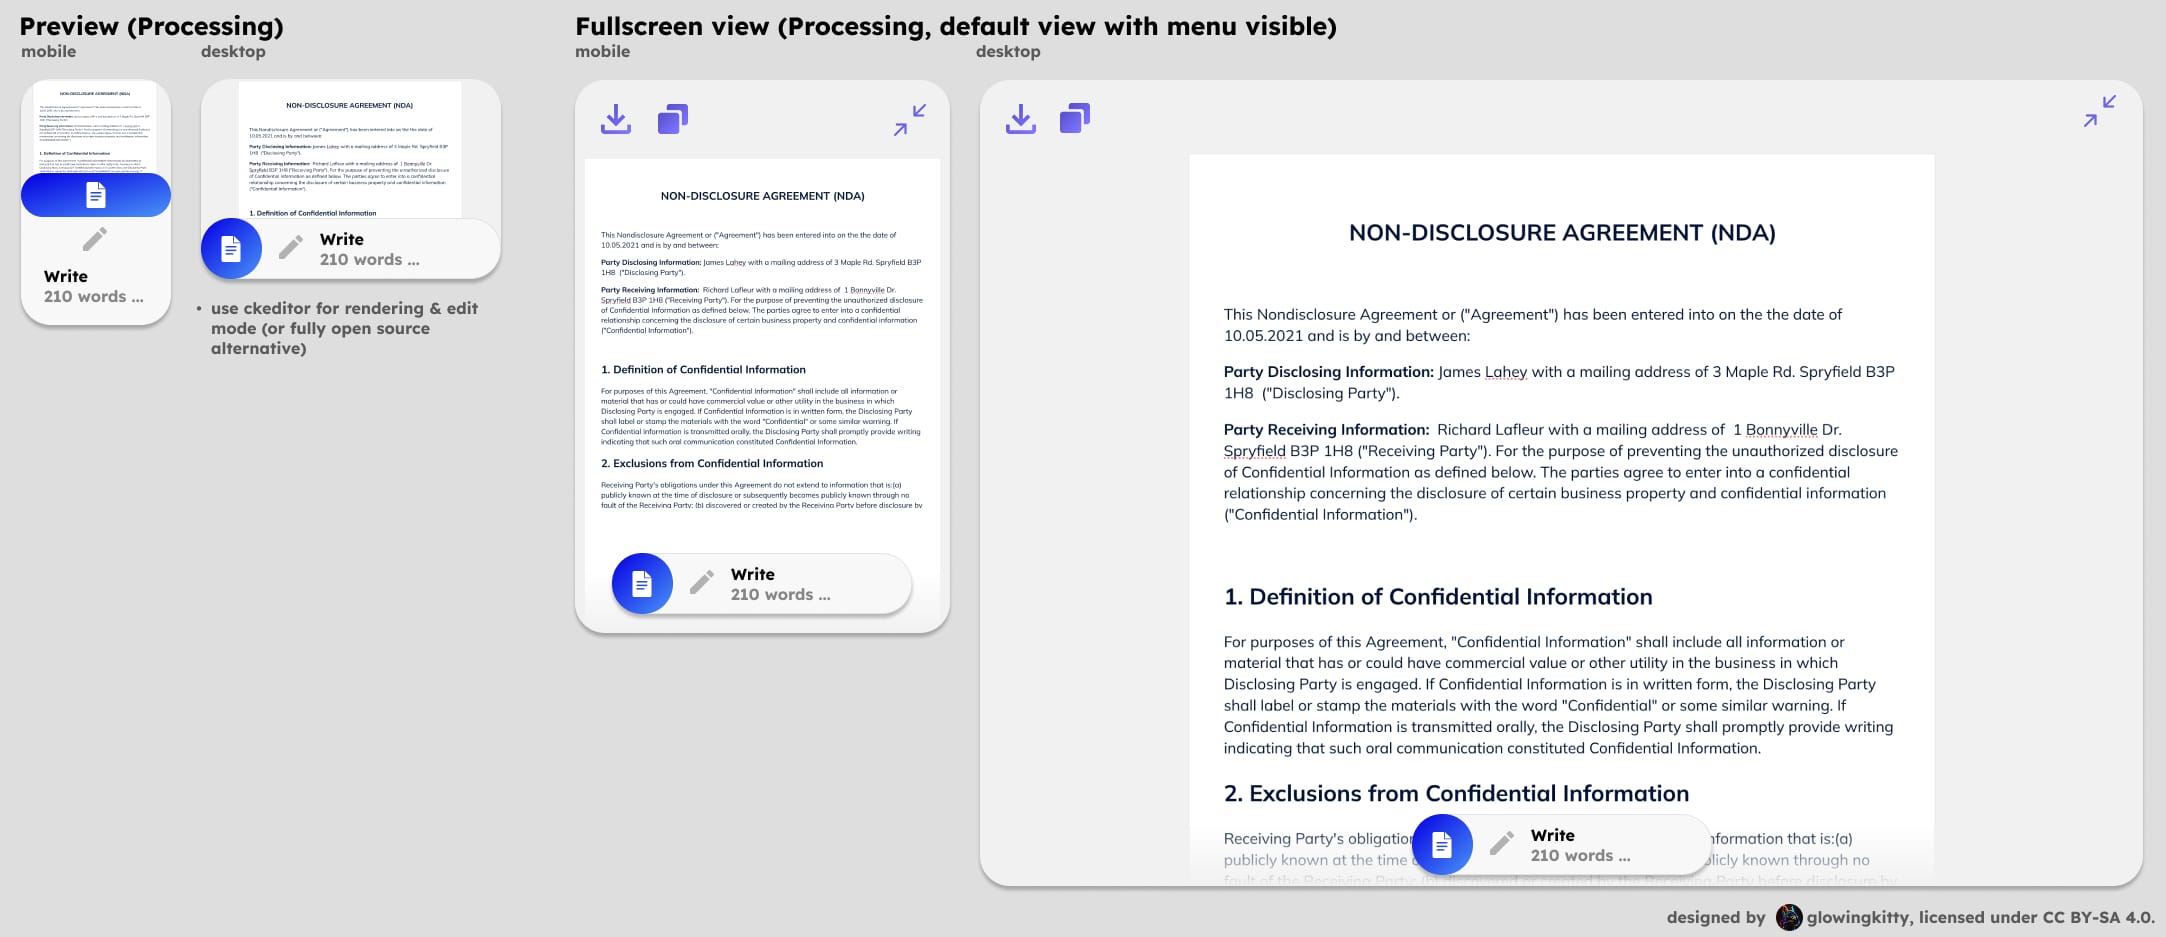 Preview (Processing)
mobile
desktop
NON-DISCLOSURE AGREEMENT (NDA)
1. Definition of Confidential Information
Write
210 words ...
NON-DISCLOSURE AGREEMENT (NDA)
This Nondisclosure Agreement or ("Agreement") has been entered into on the the date of
10.05.2021 and is by and between:
Party Disclosing Information: James Lahey with a mailing address of 3 Maple Rd. Spryfield B3P
1H8 ("Disclosing Party").
Party Receiving Information: Richard Lafleur with a mailing address of 1 Bonnyville Dr.
Spryfield B3P 1H8 ("Receiving Party"). For the purpose of preventing the unauthorized disclosure
of Confidential Information as defined below. The parties agree to enter into a confidential
relationship concerning the disclosure of certain business property and confidential information
("Confidential Information").
1. Definition of Confidential Information
Write
210 words ...
• use ckeditor for rendering & edit
mode (or fully open source
alternative)
Fullscreen view (Processing, default view with menu visible)
mobile
desktop
NON-DISCLOSURE AGREEMENT (NDA)
This Nondisclosure Agreement or ("Agreement") has been entered into on the the date of
10.05.2021 and is by and between:
Party Disclosing Information: James Lahey with a mailing address of 3 Maple Rd. Spryfield B3P
1H8 ("Disclosing Party").
Party Receiving Information: Richard Lafleur with a mailing address of 1 Bonnyville Dr.
Spryfield B3P 1H8 ("Receiving Party"). For the purpose of preventing the unauthorized disclosure
of Confidential Information as defined below. The parties agree to enter into a confidential
relationship concerning the disclosure of certain business property and confidential information
("Confidential Information").
1. Definition of Confidential Information
For purposes of this Agreement, "Confidential Information" shall include all information or
material that has or could have commercial value or other utility in the business in which
Disclosing Party is engaged. If Confidential Information is in written form, the Disclosing Party
shall label or stamp the materials with the word "Confidential" or some similar warning. If
Confidential Information is transmitted orally, the Disclosing Party shall promptly provide writing
indicating that such oral communication constituted Confidential Information.
2. Exclusions from Confidential Information
Receiving Party's obligations under this Agreement do not extend to information that is:(a)
publicly known at the time of disclosure or subsequently becomes publicly known through no
fault of the Receiving Party; (b) discovered or created by the Receiving Party before disclosure by
Write
210 words ...
NON-DISCLOSURE AGREEMENT (NDA)
This Nondisclosure Agreement or ("Agreement") has been entered into on the the date of
10.05.2021 and is by and between:
Party Disclosing Information: James Lahey with a mailing address of 3 Maple Rd. Spryfield B3P
1H8 ("Disclosing Party").
Party Receiving Information: Richard Lafleur with a mailing address of 1 Bonnyville Dr.
Spryfield B3P 1H8 ("Receiving Party"). For the purpose of preventing the unauthorized disclosure
of Confidential Information as defined below. The parties agree to enter into a confidential
relationship concerning the disclosure of certain business property and confidential information
("Confidential Information").
1. Definition of Confidential Information
For purposes of this Agreement, "Confidential Information" shall include all information or
material that has or could have commercial value or other utility in the business in which
Disclosing Party is engaged. If Confidential Information is in written form, the Disclosing Party
shall label or stamp the materials with the word "Confidential" or some similar warning. If
Confidential Information is transmitted orally, the Disclosing Party shall promptly provide writing
indicating that such oral communication constituted Confidential Information.
2. Exclusions from Confidential Information
Receiving Party's nformation that is:(a)
publicly known at the time known through no
fault of the Receiving Party; (b) discovered or created by the Receiving Party before disclosure by
Write
210 words ...
designed by glowingkitty, licensed under CC BY-SA 4.0.